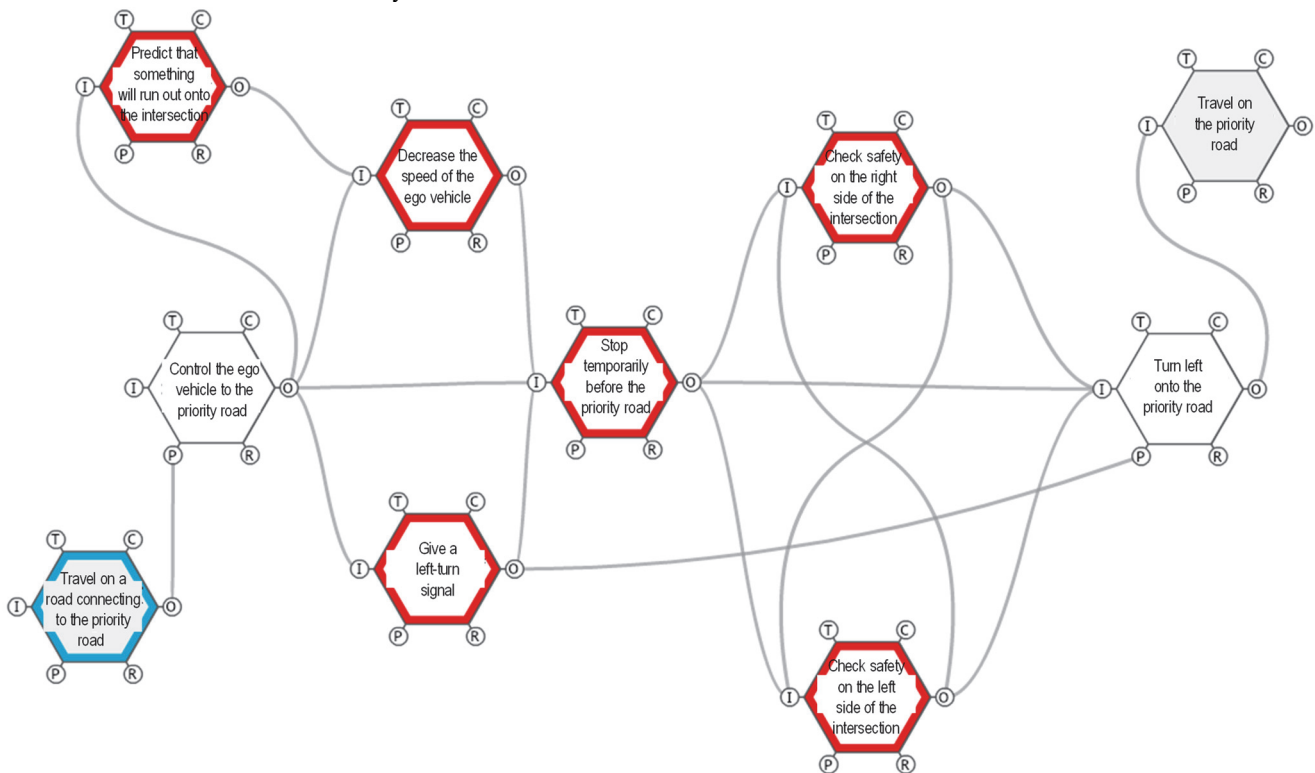 T C
Predict that
something
will run out onto
the intersection
I O
P R
T C
Decrease the
speed of the
ego vehicle
I O
P R
T C
Check safety
on the right
side of the
intersection
I O
P R
T C
Travel on
the priority
road
I O
P R
T C
Control the ego
vehicle to the
priority road
I O
P R
T C
Stop
temporarily
before the
priority road
I O
P R
T C
Turn left
onto the
priority road
I O
P R
T C
Travel on a
road connecting
to the priority
road
I O
P R
T C
Give a
left-turn
signal
I O
P R
T C
Check safety
on the left
side of the
intersection
I O
P R